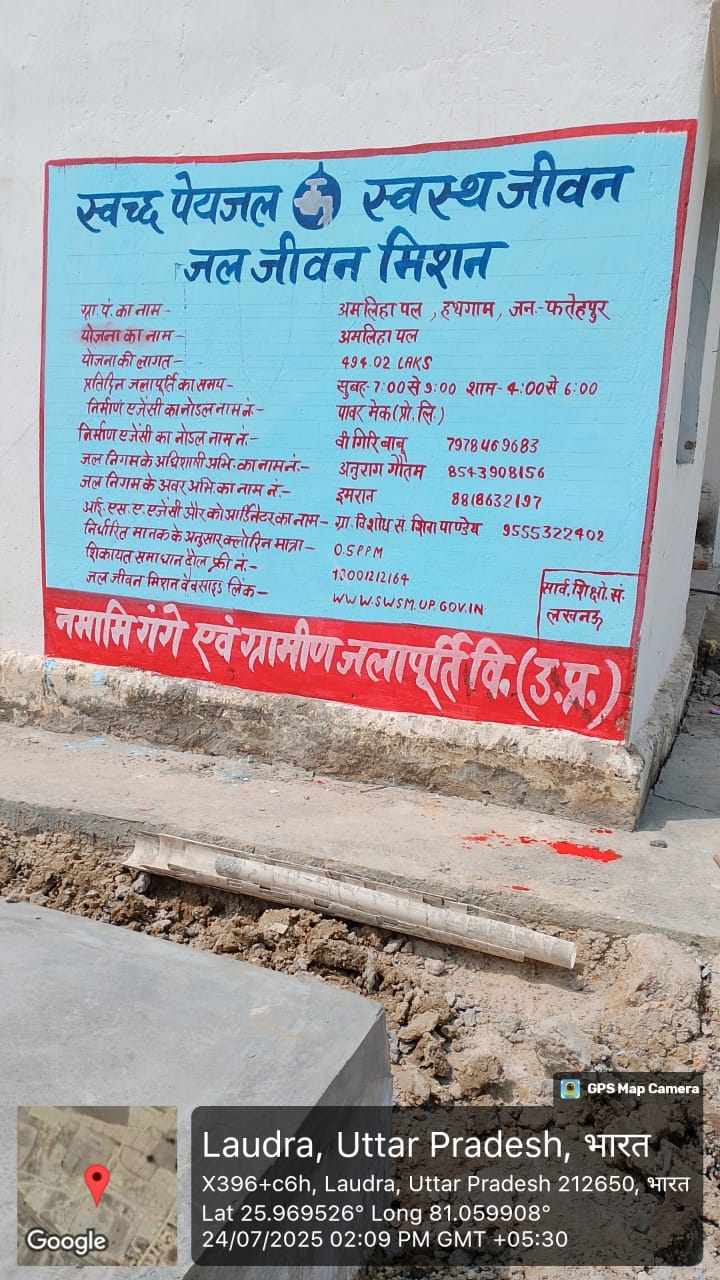 स्वच्छ पेयजल स्वस्थ जीवन
जल जीवन मिशन
ग्रा. पं. का नाम - अमलिहा पल , हथगाम, जन.- फतेहपुर
योजना का नाम - अमलिहा पल
योजना की लागत - 494.02 LAKS
प्रतिदिन जलापूर्ति का समय - सुबह- 7:00 से 9:00 शाम - 4:00 से 6:00
निर्माण एजेंसी का नोडल नाम नं:- पावर मेक (प्रो. लि.)
निर्माण एजेंसी का नोडल नाम नं:- बी गिरि बाबू 7978469683
जल निगम के अधिशाषी अभि. का नाम नं:- अनुराग गौतम 8543908156
जल निगम के अवर अभि. का नाम नं:- इमरान 8818632197
आई. एस. ए. एजेंसी और को आर्डिनेटर का नाम - ग्रा. वि. शोध सं. शिवा पाण्डेय 9555322402
निर्धारित मानक के अनुसार क्लोरिन मात्रा - 0.5 PPM
शिकायत समाधान टोल फ्री नं:- 18001212164
जल जीवन मिशन वैबसाइड लिंक - WWW.SWSM.UP.GOV.IN
सार्व. शिक्षो. सं.
लखनऊ
नमामि गंगे एवं ग्रामीण जलापूर्ति वि. (उ.प्र.)
GPS Map Camera
Laudra, Uttar Pradesh, भारत
X396+c6h, Laudra, Uttar Pradesh 212650, भारत
Lat 25.969526° Long 81.059908°
24/07/2025 02:09 PM GMT +05:30
Google